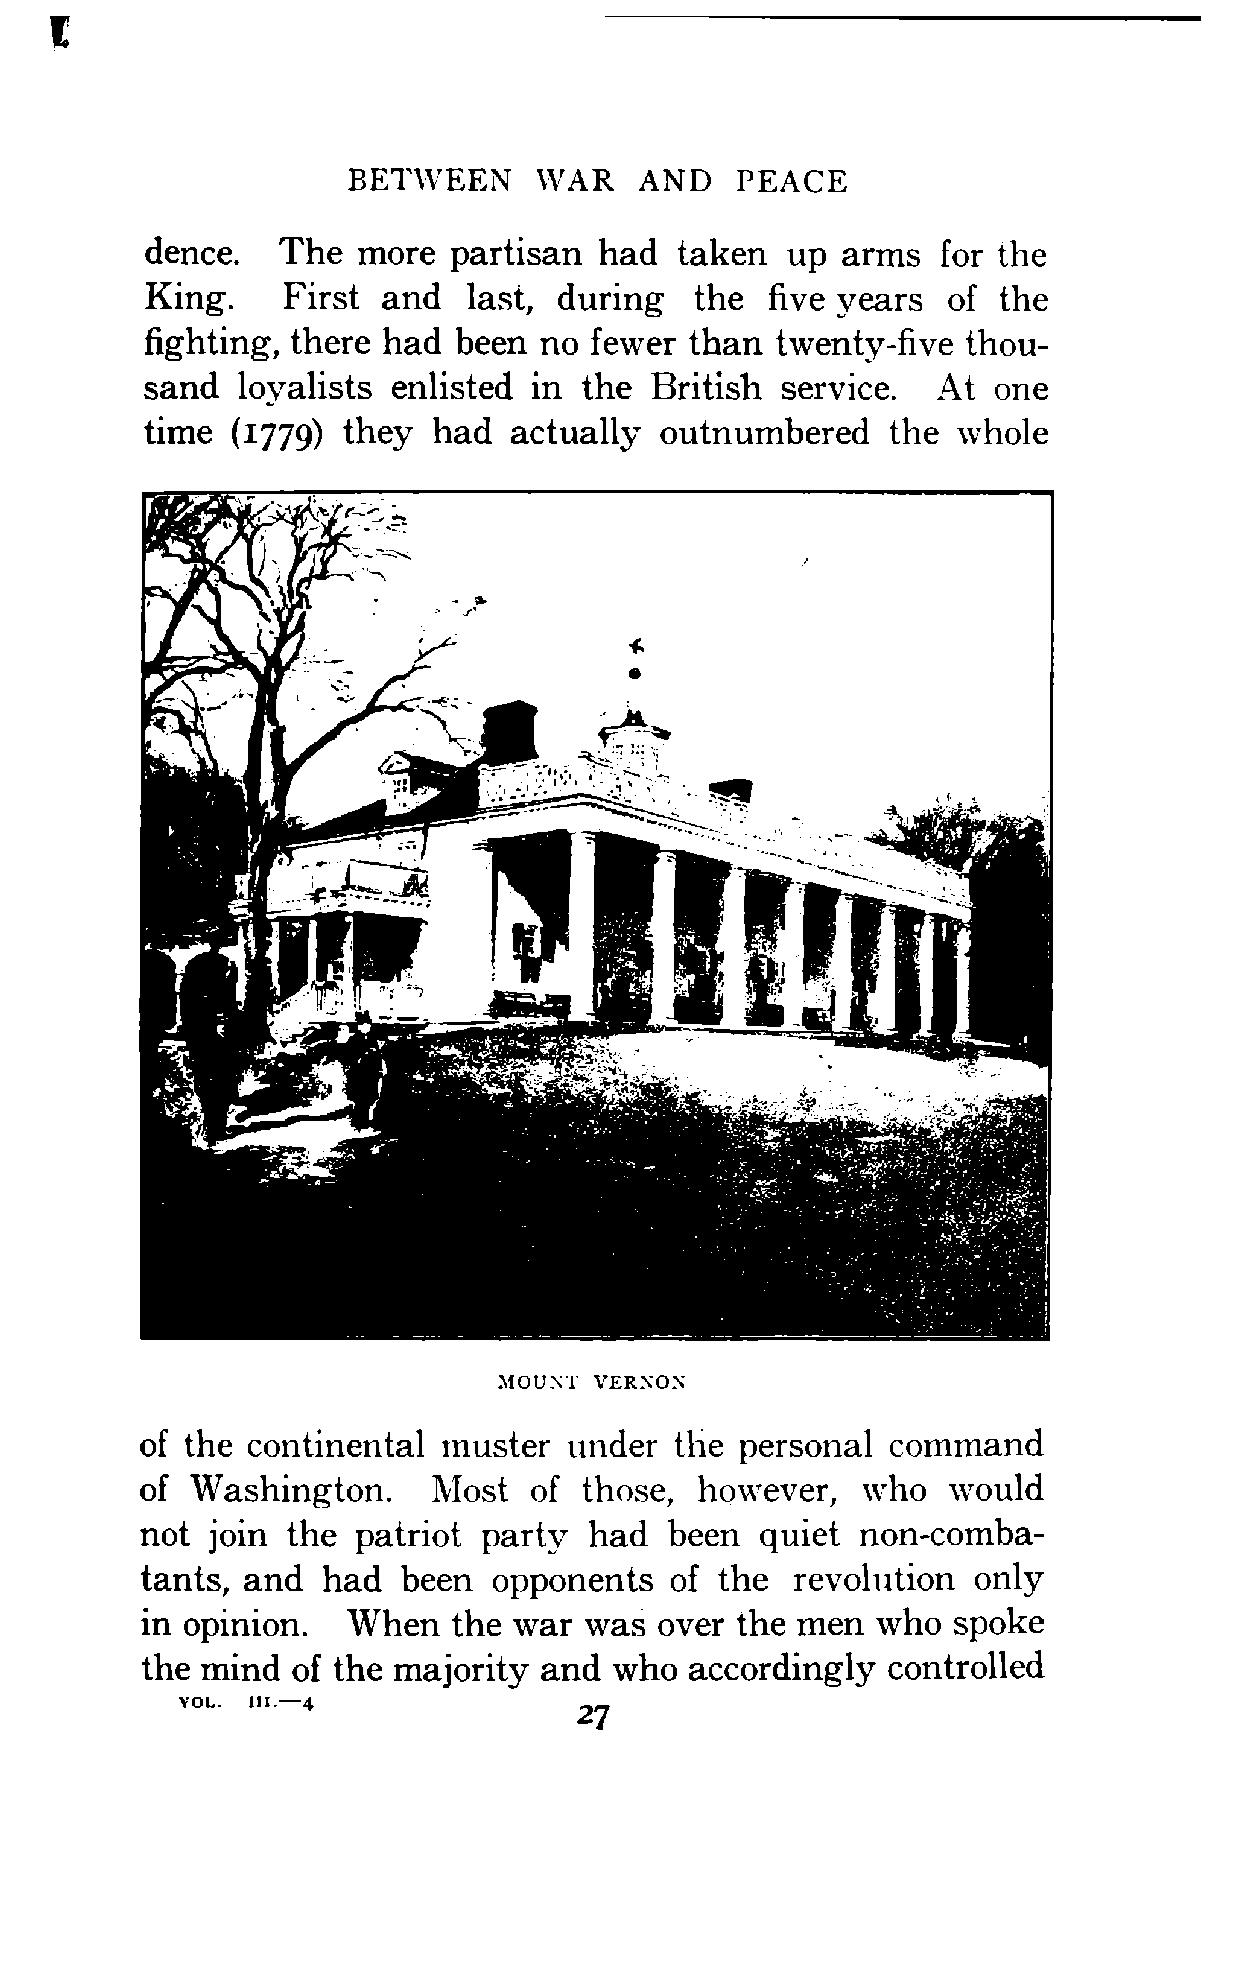 BETWEEN WAR AND PEACE
dence. The more partisan had taken up arms for the
King. First and last, during the five years of the
fighting, there had been no fewer than twenty-five thou-
sand loyalists enlisted in the British service. At one
time (1779) they had actually outnumbered the whole
MOUNT VERNON
of the continental muster under the personal command
of Washington. Most of those, however, who would
not join the patriot party had been quiet non-comba-
tants, and had been opponents of the revolution only
in opinion. When the war was over the men who spoke
the mind of the majority and who accordingly controlled
VOL. III.—4
27